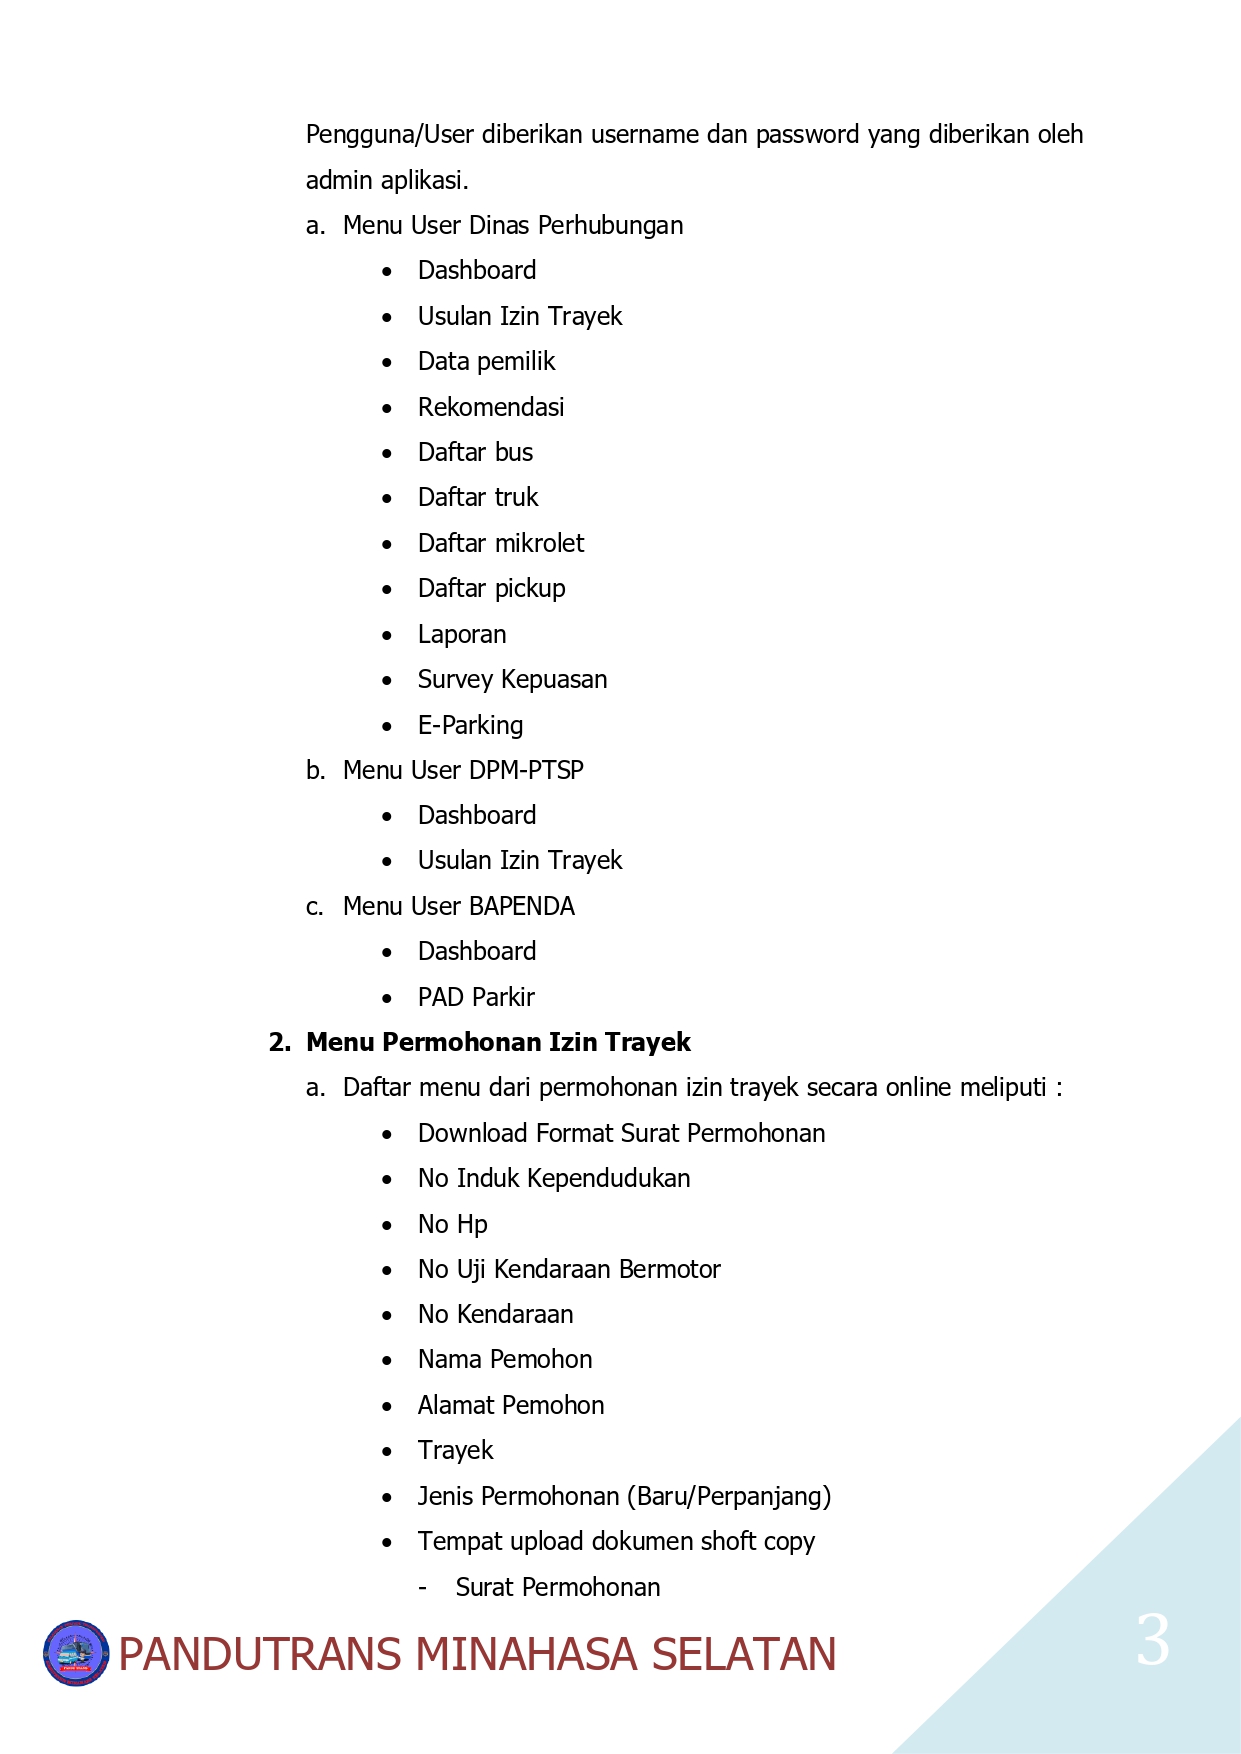 Pengguna/User diberikan username dan password yang diberikan oleh
admin aplikasi.
a. Menu User Dinas Perhubungan
• Dashboard
• Usulan Izin Trayek
• Data pemilik
• Rekomendasi
• Daftar bus
• Daftar truk
• Daftar mikrolet
• Daftar pickup
• Laporan
• Survey Kepuasan
• E-Parking
b. Menu User DPM-PTSP
• Dashboard
• Usulan Izin Trayek
c. Menu User BAPENDA
• Dashboard
• PAD Parkir
2. Menu Permohonan Izin Trayek
a. Daftar menu dari permohonan izin trayek secara online meliputi :
• Download Format Surat Permohonan
• No Induk Kependudukan
• No Hp
• No Uji Kendaraan Bermotor
• No Kendaraan
• Nama Pemohon
• Alamat Pemohon
• Trayek
• Jenis Permohonan (Baru/Perpanjang)
• Tempat upload dokumen shoft copy
- Surat Permohonan
PANDUTRANS MINAHASA SELATAN
3